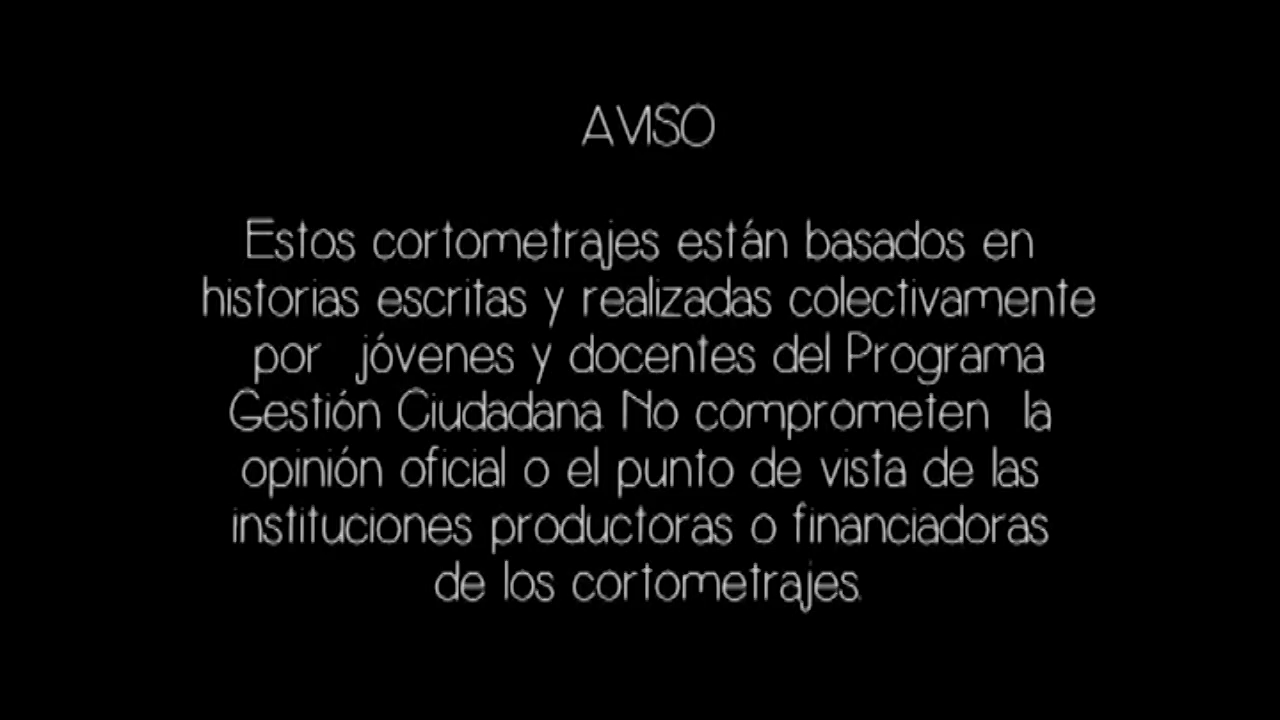 AVISO
Estos cortometrajes están basados en
historias escritas y realizadas colectivamente
por jóvenes y docentes del Programa
Gestión Ciudadana. No comprometen la
opinión oficial o el punto de vista de las
instituciones productoras o financiadoras
de los cortometrajes.